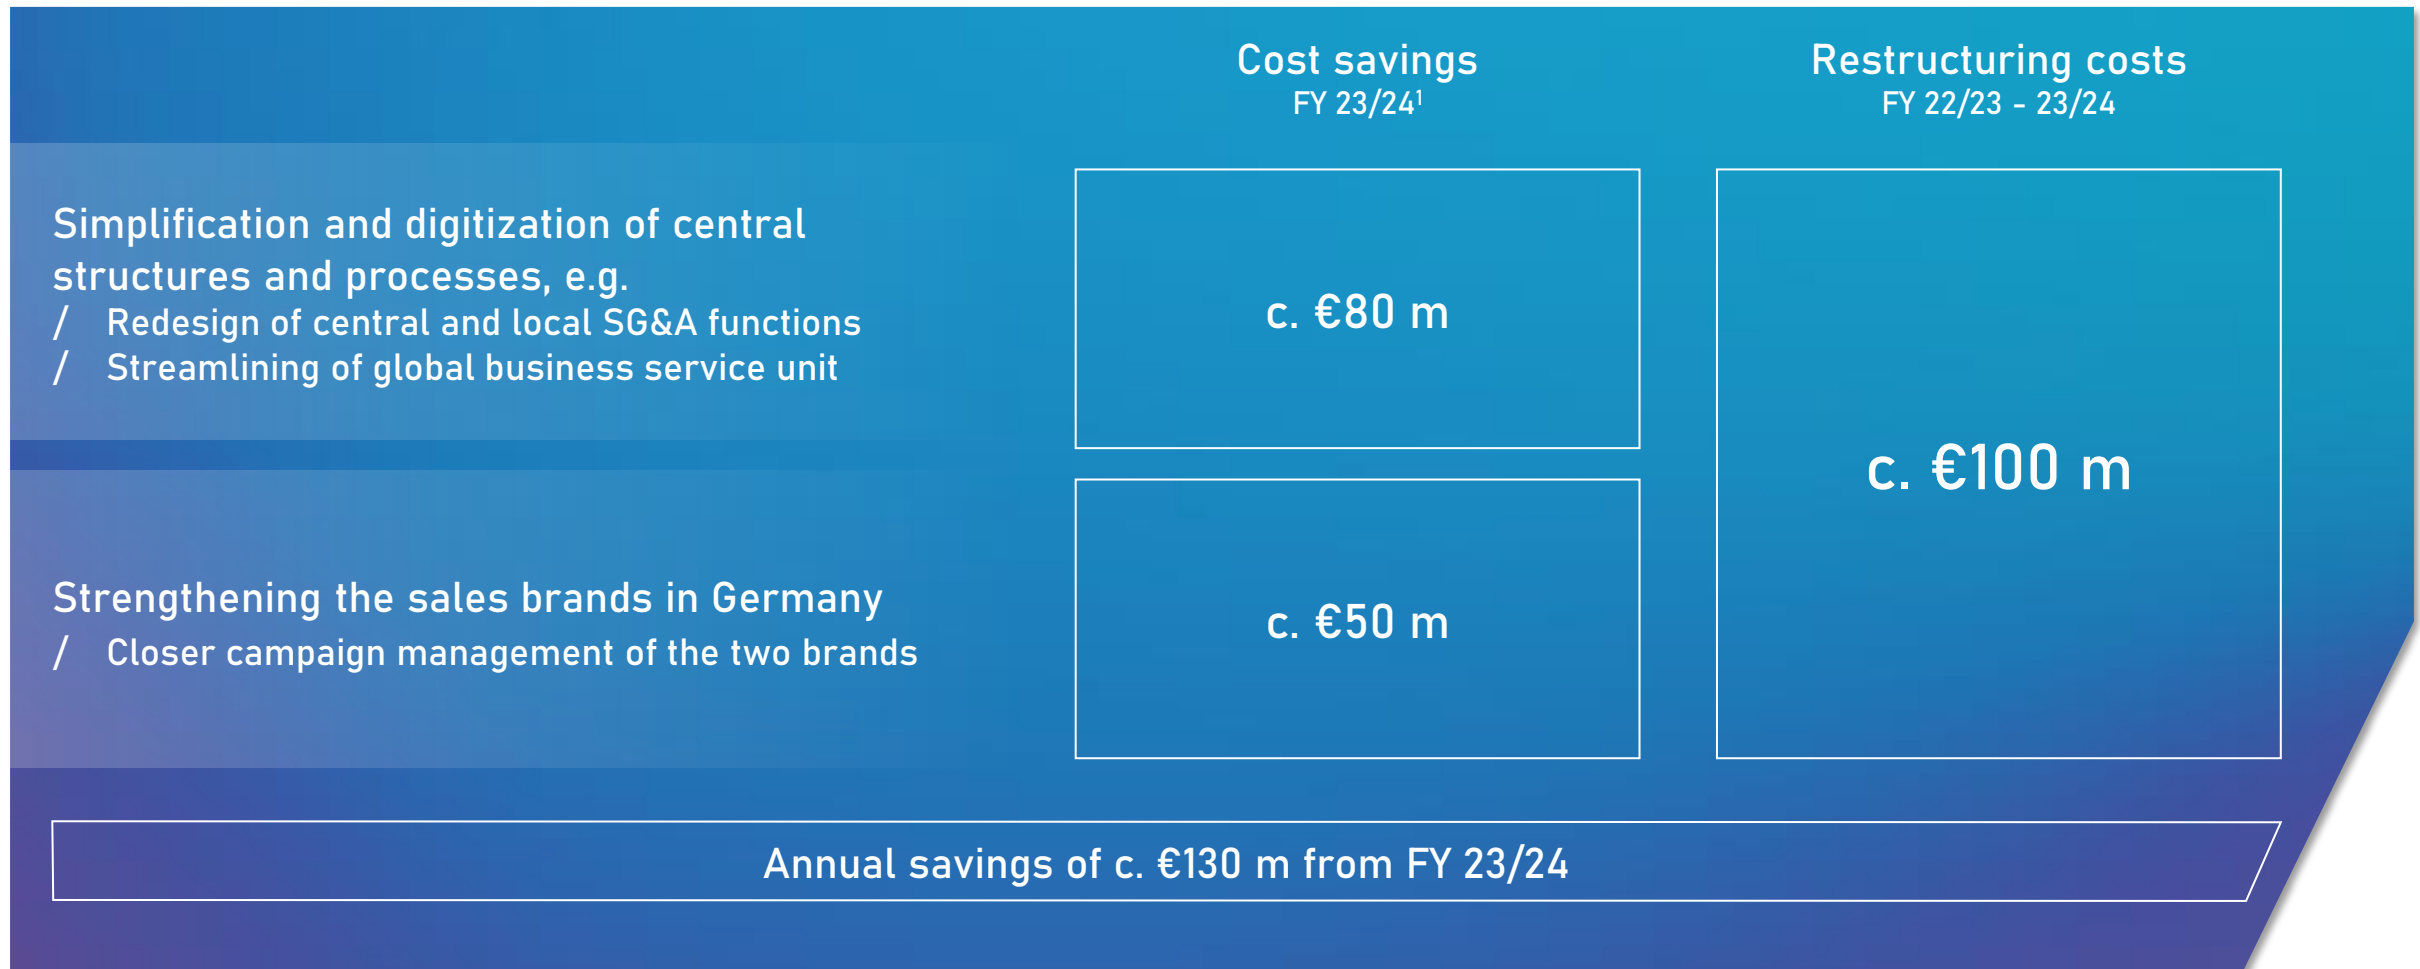 Cost savings
FY 23/24¹
Restructuring costs
FY 22/23 - 23/24
Simplification and digitization of central
structures and processes, e.g.
/ Redesign of central and local SG&A functions
/ Streamlining of global business service unit
c. €80 m
c. €100 m
Strengthening the sales brands in Germany
/ Closer campaign management of the two brands
c. €50 m
Annual savings of c. €130 m from FY 23/24